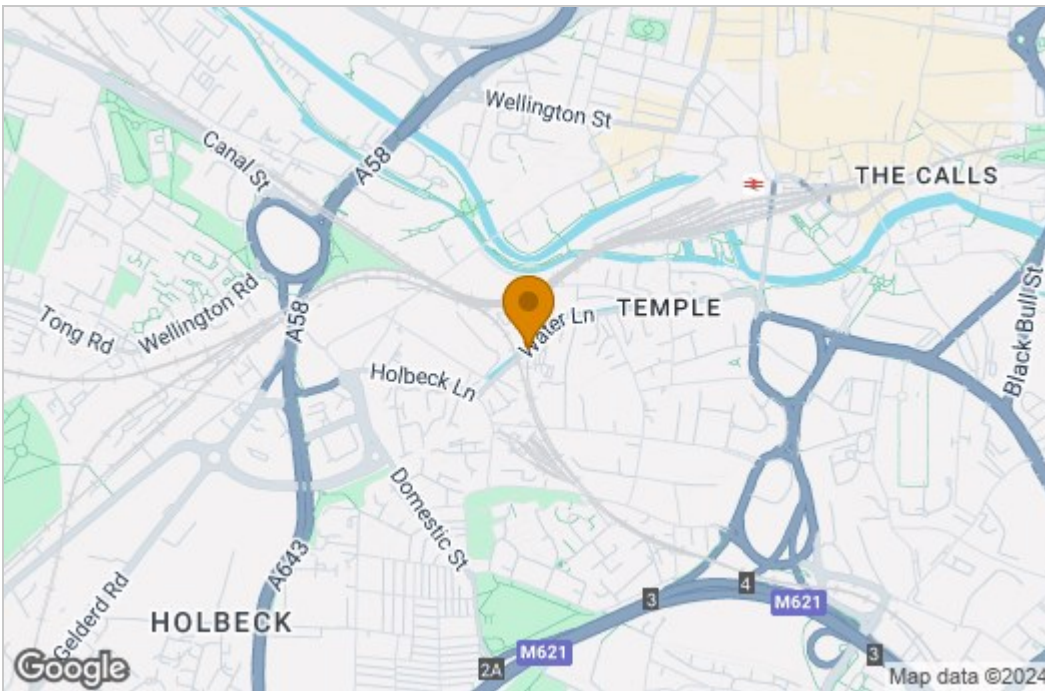 Wellington St
Canal St
A58
THE CALLS
Wellington Rd
Tong Rd
A58
Water Ln
TEMPLE
Black Bull St
Holbeck Ln
Domestic St
A643
Gelderd Rd
HOLBECK
3
4
M621
M621
3
2A
Google
Map data ©2024